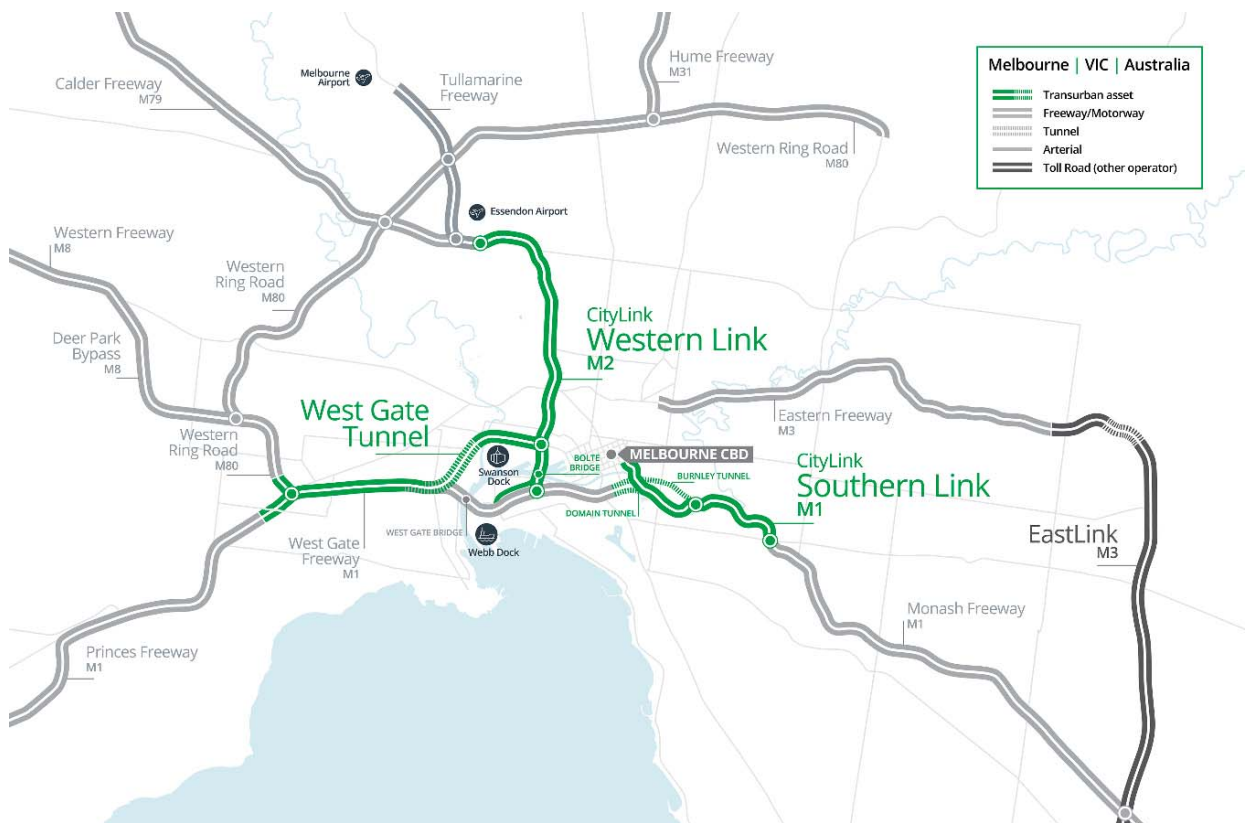 Melbourne | VIC | Australia
Transurban asset
Freeway/Motorway
Tunnel
Arterial
Toll Road (other operator)
Hume Freeway
M31
Melbourne
Airport
Tullamarine
Freeway
Calder Freeway
M79
Western Ring Road
M80
Essendon Airport
Western Freeway
M8
Western
Ring Road
M80
CityLink
Western Link
M2
Deer Park
Bypass
M8
West Gate
Tunnel
Eastern Freeway
M3
Western
Ring Road
M80
Swanson
Dock
BOLTE
BRIDGE
MELBOURNE CBD
BURNLEY TUNNEL
CityLink
Southern Link
M1
DOMAIN TUNNEL
WEST GATE BRIDGE
Webb Dock
West Gate
Freeway
M1
EastLink
M3
Monash Freeway
M1
Princes Freeway
M1